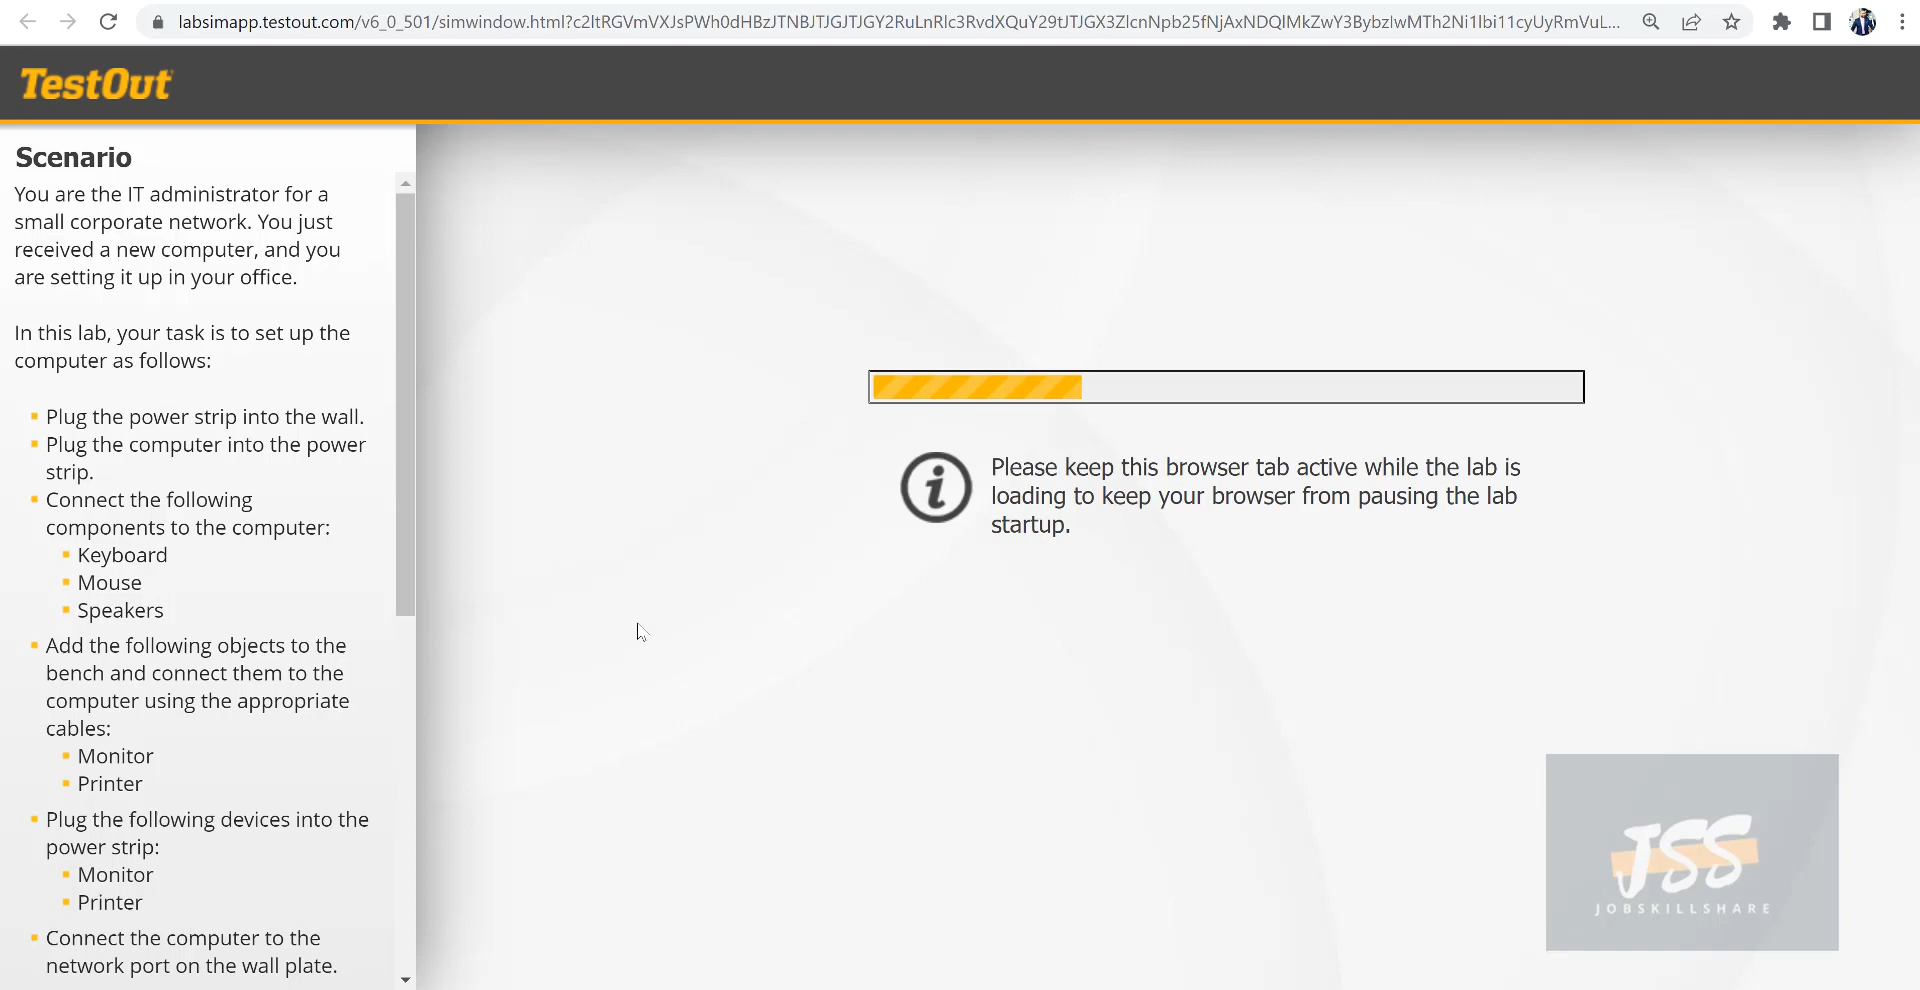 labsimapp.testout.com/v6_0_501/simwindow.html?c2ltRGVmVXJsPWh0dHBzJTNBJTJGJTJGY2RuLnRlc3RvdXQuY29tJTJGX3ZlcnNpb25fNjAxNDQlMkZwY3ByбzIwMTh2Ni1lbi11cyUyRmVuL...
TestOut
Scenario
You are the IT administrator for a
small corporate network. You just
received a new computer, and you
are setting it up in your office.
In this lab, your task is to set up the
computer as follows:
Plug the power strip into the wall.
Plug the computer into the power
strip.
Connect the following
components to the computer:
Keyboard
Mouse
Speakers
Add the following objects to the
bench and connect them to the
computer using the appropriate
cables:
Monitor
Printer
Plug the following devices into the
power strip:
Monitor
Printer
Connect the computer to the
network port on the wall plate.
Please keep this browser tab active while the lab is
loading to keep your browser from pausing the lab
startup.
JSS
JOBSKILLSHARE